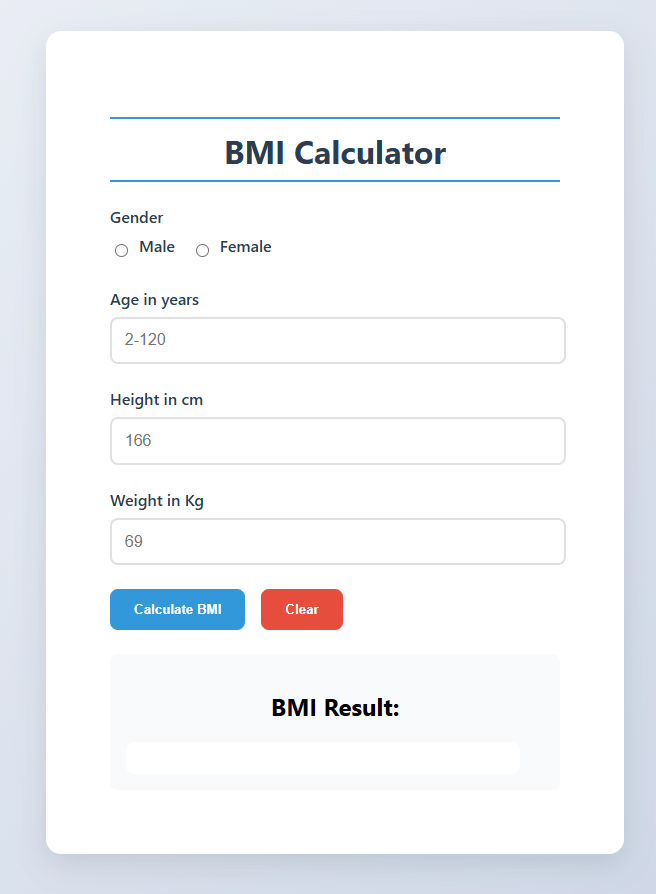 BMI Calculator
Gender
Male Female
Age in years
2-120
Height in cm
166
Weight in Kg
69
Calculate BMI Clear
BMI Result: